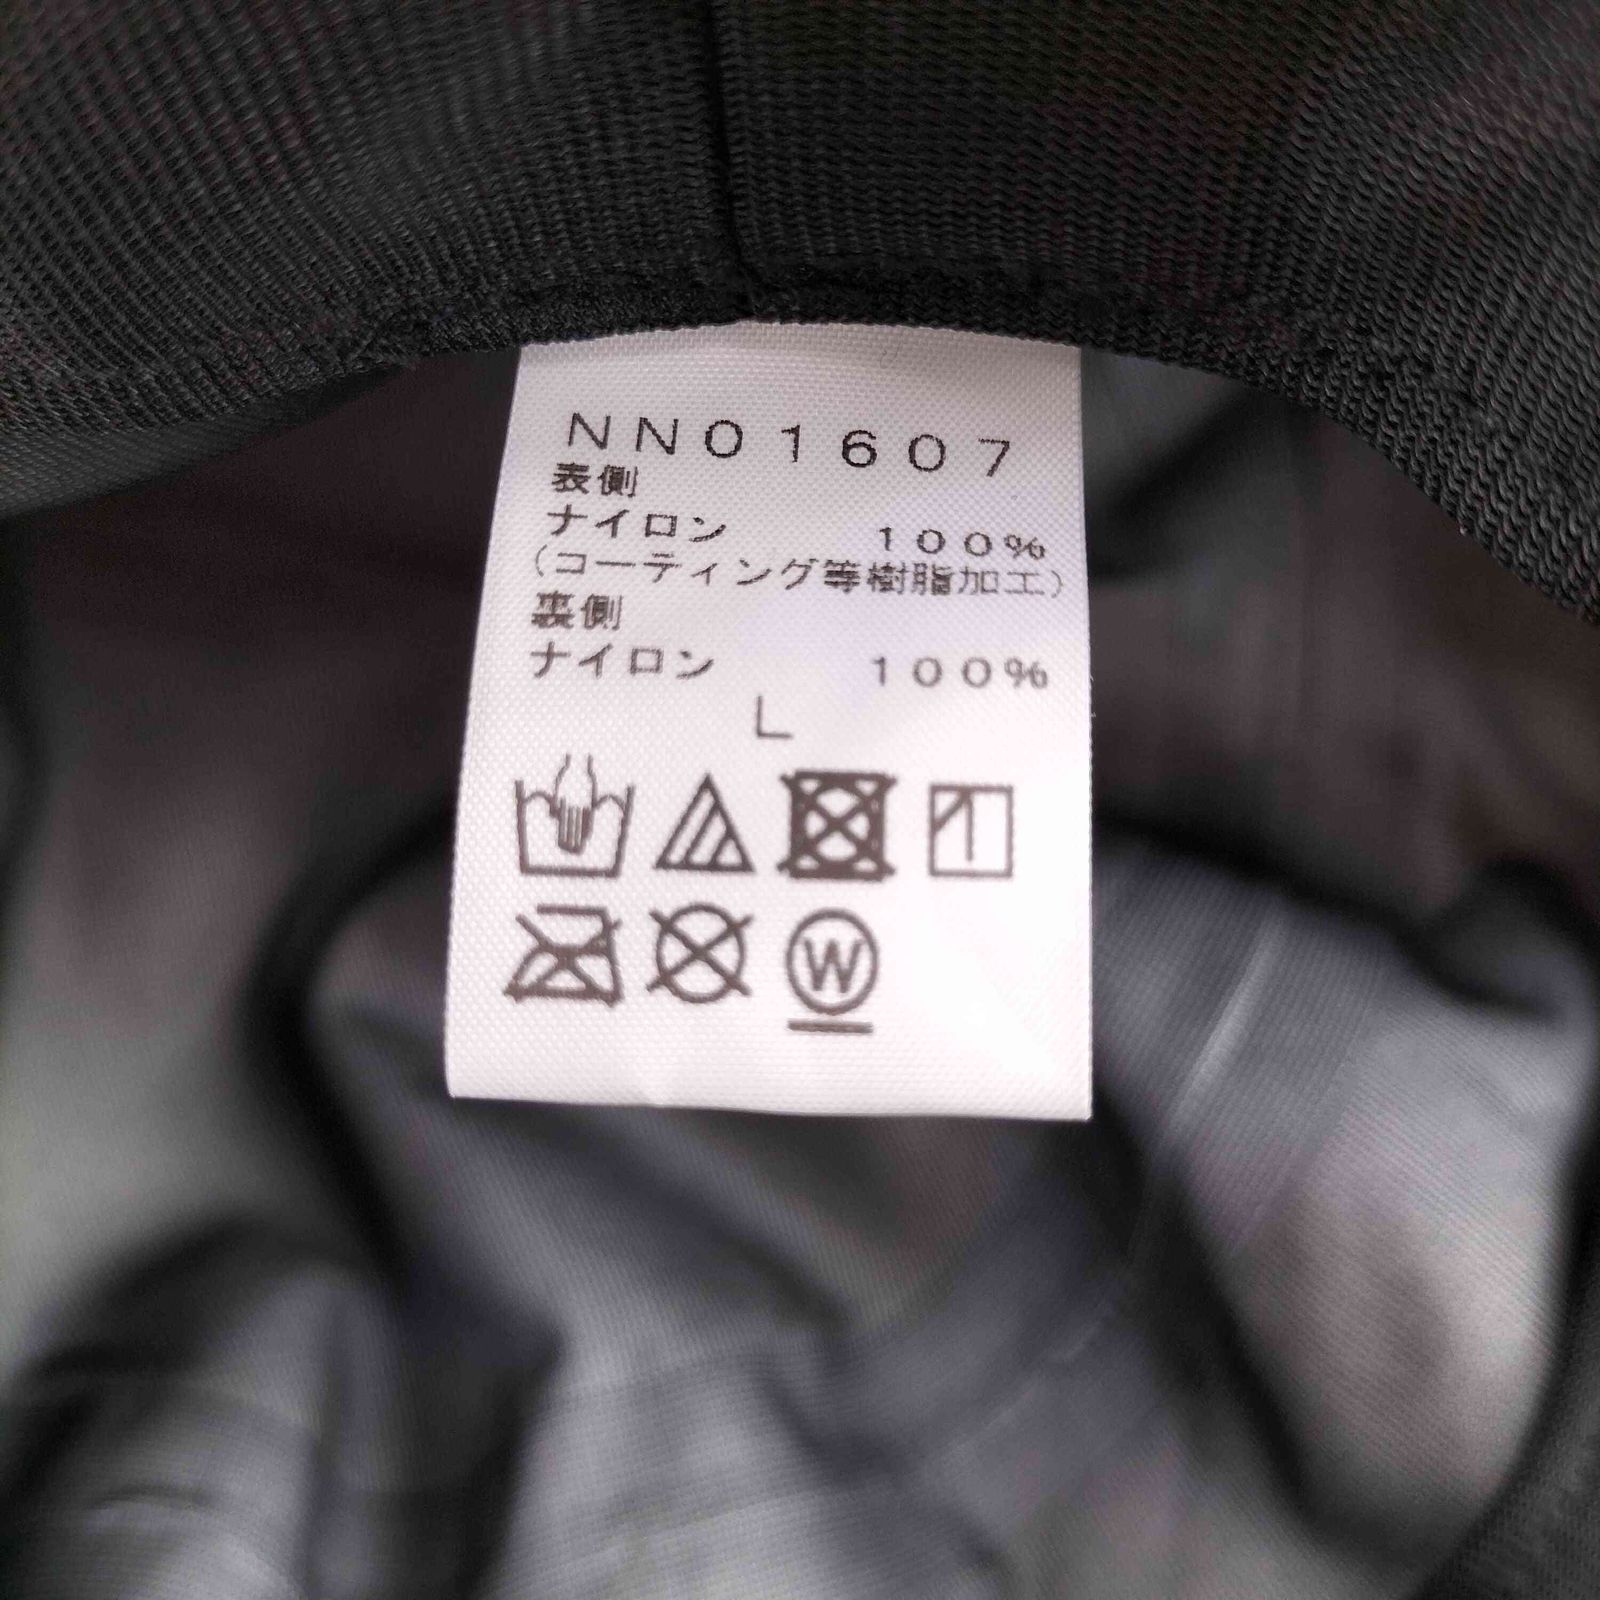 NN01607
表側
ナイロン 100%
(コーティング等樹脂加工)
裏側
ナイロン 100%
L
W